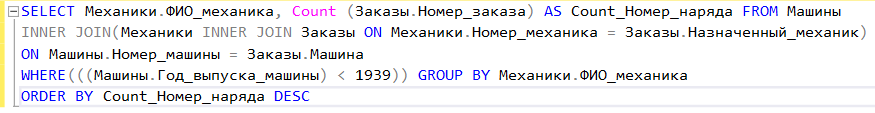 SELECT Механики.ФИО_механика, Count (Заказы.Номер_заказа) AS Count_Номер_наряда FROM Машины
INNER JOIN(Механики INNER JOIN Заказы ON Механики.Номер_механика = Заказы.Назначенный_механик)
ON Машины.Номер_машины = Заказы.Машина
WHERE(((Машины.Год_выпуска_машины) < 1939)) GROUP BY Механики.ФИО_механика
ORDER BY Count_Номер_наряда DESC